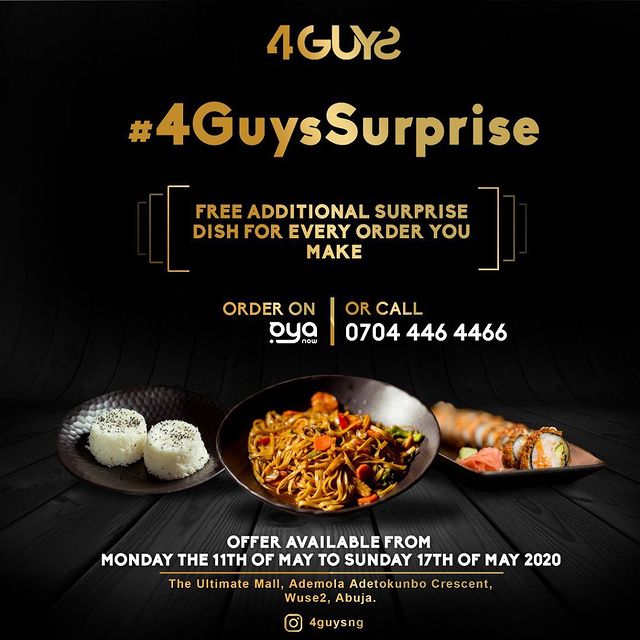 4GUYS
#4GuysSurprise
FREE ADDITIONAL SURPRISE
DISH FOR EVERY ORDER YOU
MAKE
ORDER ON
oya
now
OR CALL
0704 446 4466
OFFER AVAILABLE FROM
MONDAY THE 11TH OF MAY TO SUNDAY 17TH OF MAY 2020
The Ultimate Mall, Ademola Adetokunbo Crescent,
Wuse2, Abuja.
4guysng